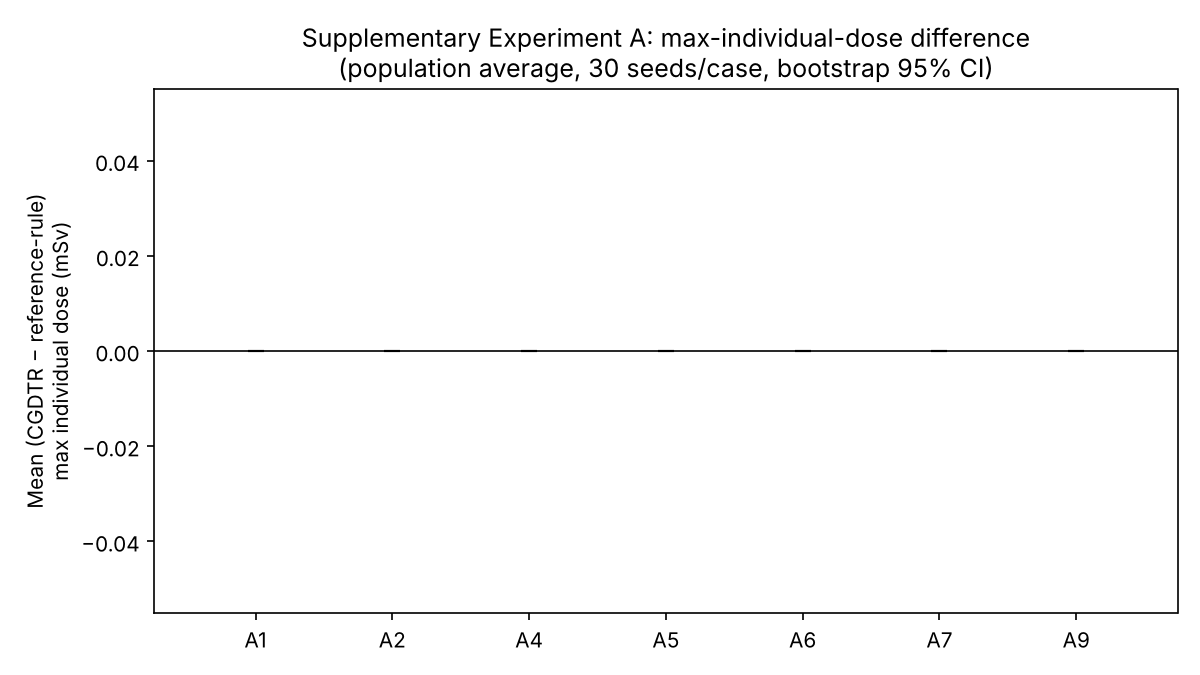 Supplementary Experiment A: max-individual-dose difference
(population average, 30 seeds/case, bootstrap 95% CI)
Mean (CGDTR − reference-rule)
max individual dose (mSv)
0.04
0.02
0.00
−0.02
−0.04
A1 A2 A4 A5 A6 A7 A9